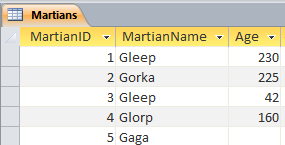 Martians
MartianID MartianName Age
1 Gleep 230
2 Gorka 225
3 Gleep 42
4 Glorp 160
5 Gaga